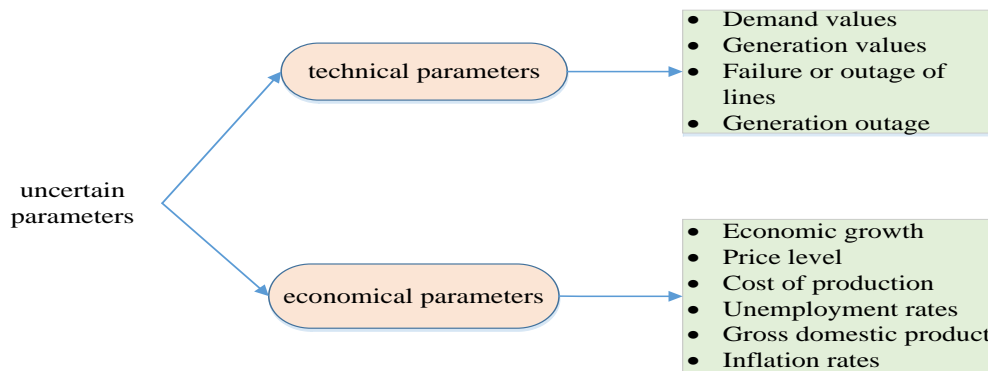 uncertain
parameters
technical parameters
• Demand values
• Generation values
• Failure or outage of
lines
• Generation outage
economical parameters
• Economic growth
• Price level
• Cost of production
• Unemployment rates
• Gross domestic product
• Inflation rates